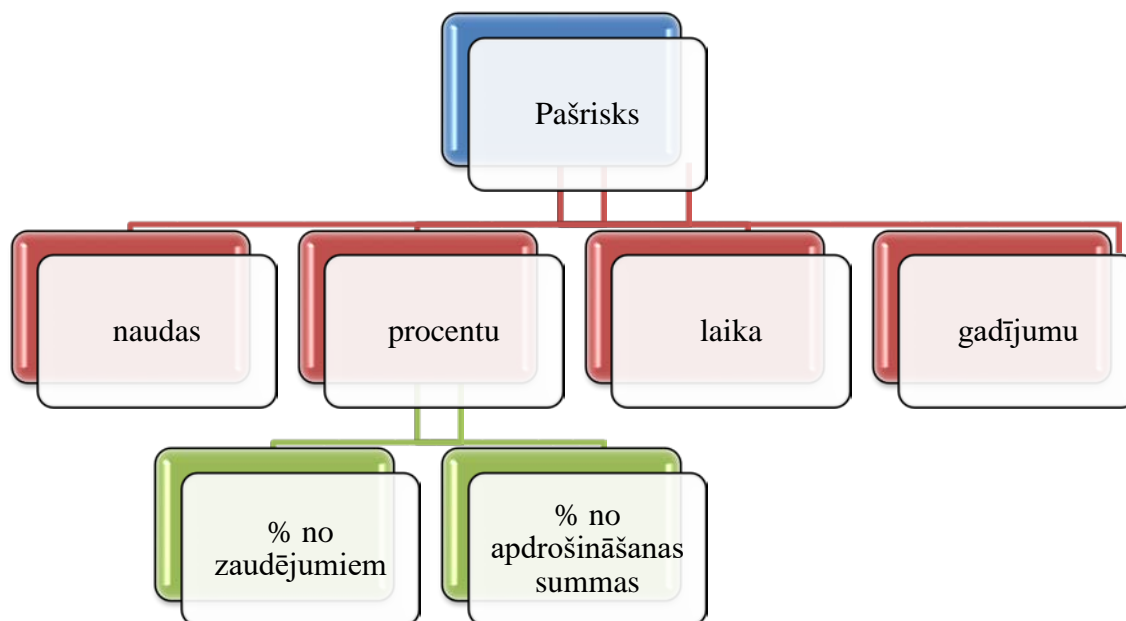 Pašrisks
naudas
procentu
laika
gadījumu
% no
zaudējumiem
% no
apdrošināšanas
summas